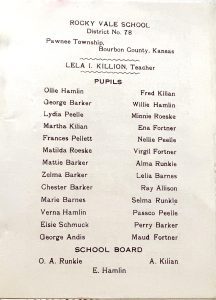 ROCKY VALE SCHOOL
District No. 78
Pawnee Township,
Bourbon County, Kansas
LELA I. KILLION, Teacher
PUPILS
Ollie Hamlin Fred Kilian
George Barker Willie Hamlin
Lydia Peelle Minnie Roeske
Martha Kilian Ena Fortner
Frances Pellett Nellie Peelle
Matilda Roeske Virgil Fortner
Mattie Barker Alma Runkle
Zelma Barker Lelia Barnes
Chester Barker Ray Allison
Marie Barnes Selma Runkle
Verna Hamlin Passco Peelle
Elsie Schmuck Perry Barker
George Andis Maud Fortner
SCHOOL BOARD
O. A. Runkle A. Kilian
E. Hamlin